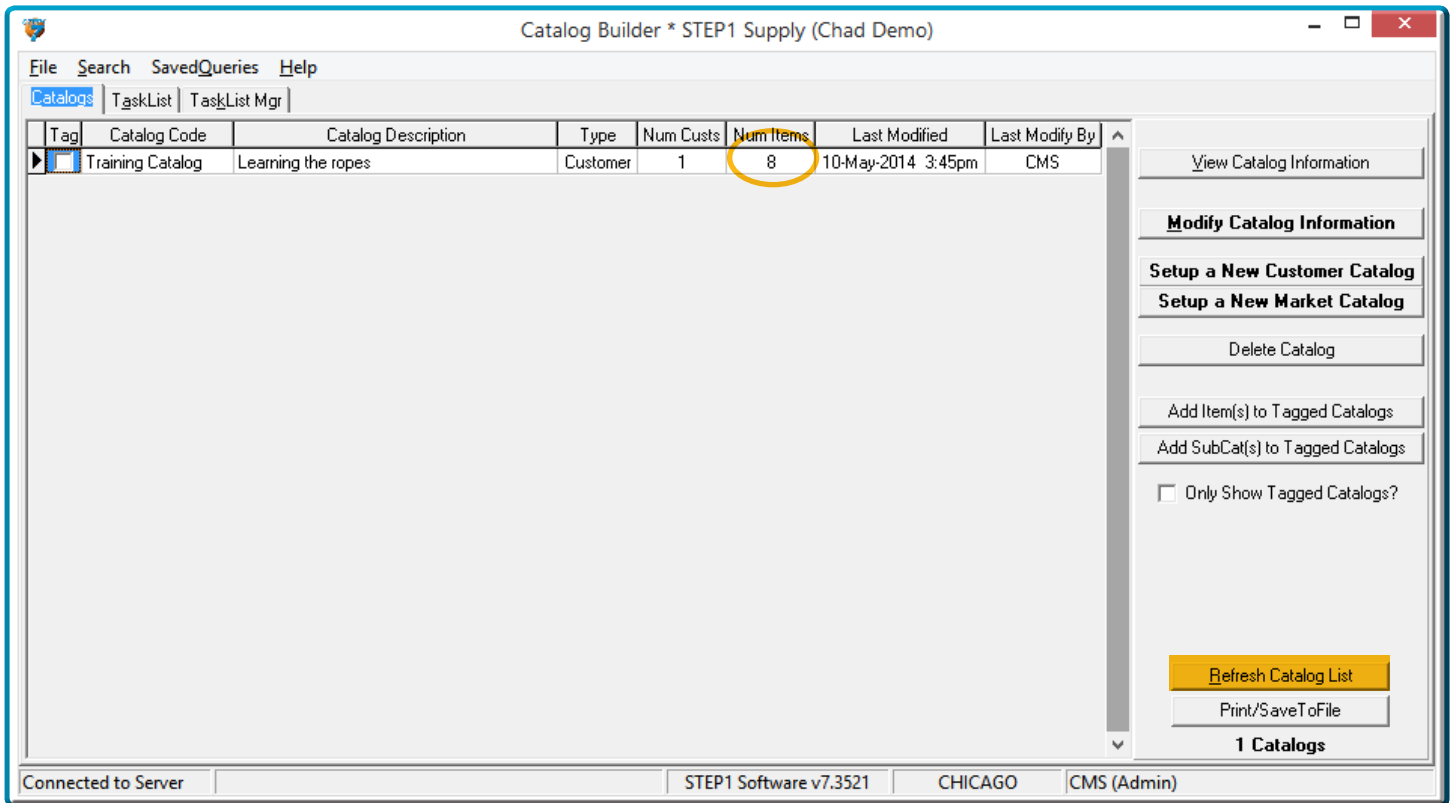 Catalog Builder * STEP1 Supply (Chad Demo)
File Search SavedQueries Help
Catalogs TaskList TaskList Mgr
Tag Catalog Code Catalog Description Type Num Custs Num Items Last Modified Last Modify By
Training Catalog Learning the ropes Customer 1 8 10-May-2014 3:45pm CMS
View Catalog Information
Modify Catalog Information
Setup a New Customer Catalog
Setup a New Market Catalog
Delete Catalog
Add Item(s) to Tagged Catalogs
Add SubCat(s) to Tagged Catalogs
Only Show Tagged Catalogs?
Refresh Catalog List
Print/SaveToFile
1 Catalogs
Connected to Server STEP1 Software v7.3521 CHICAGO CMS (Admin)